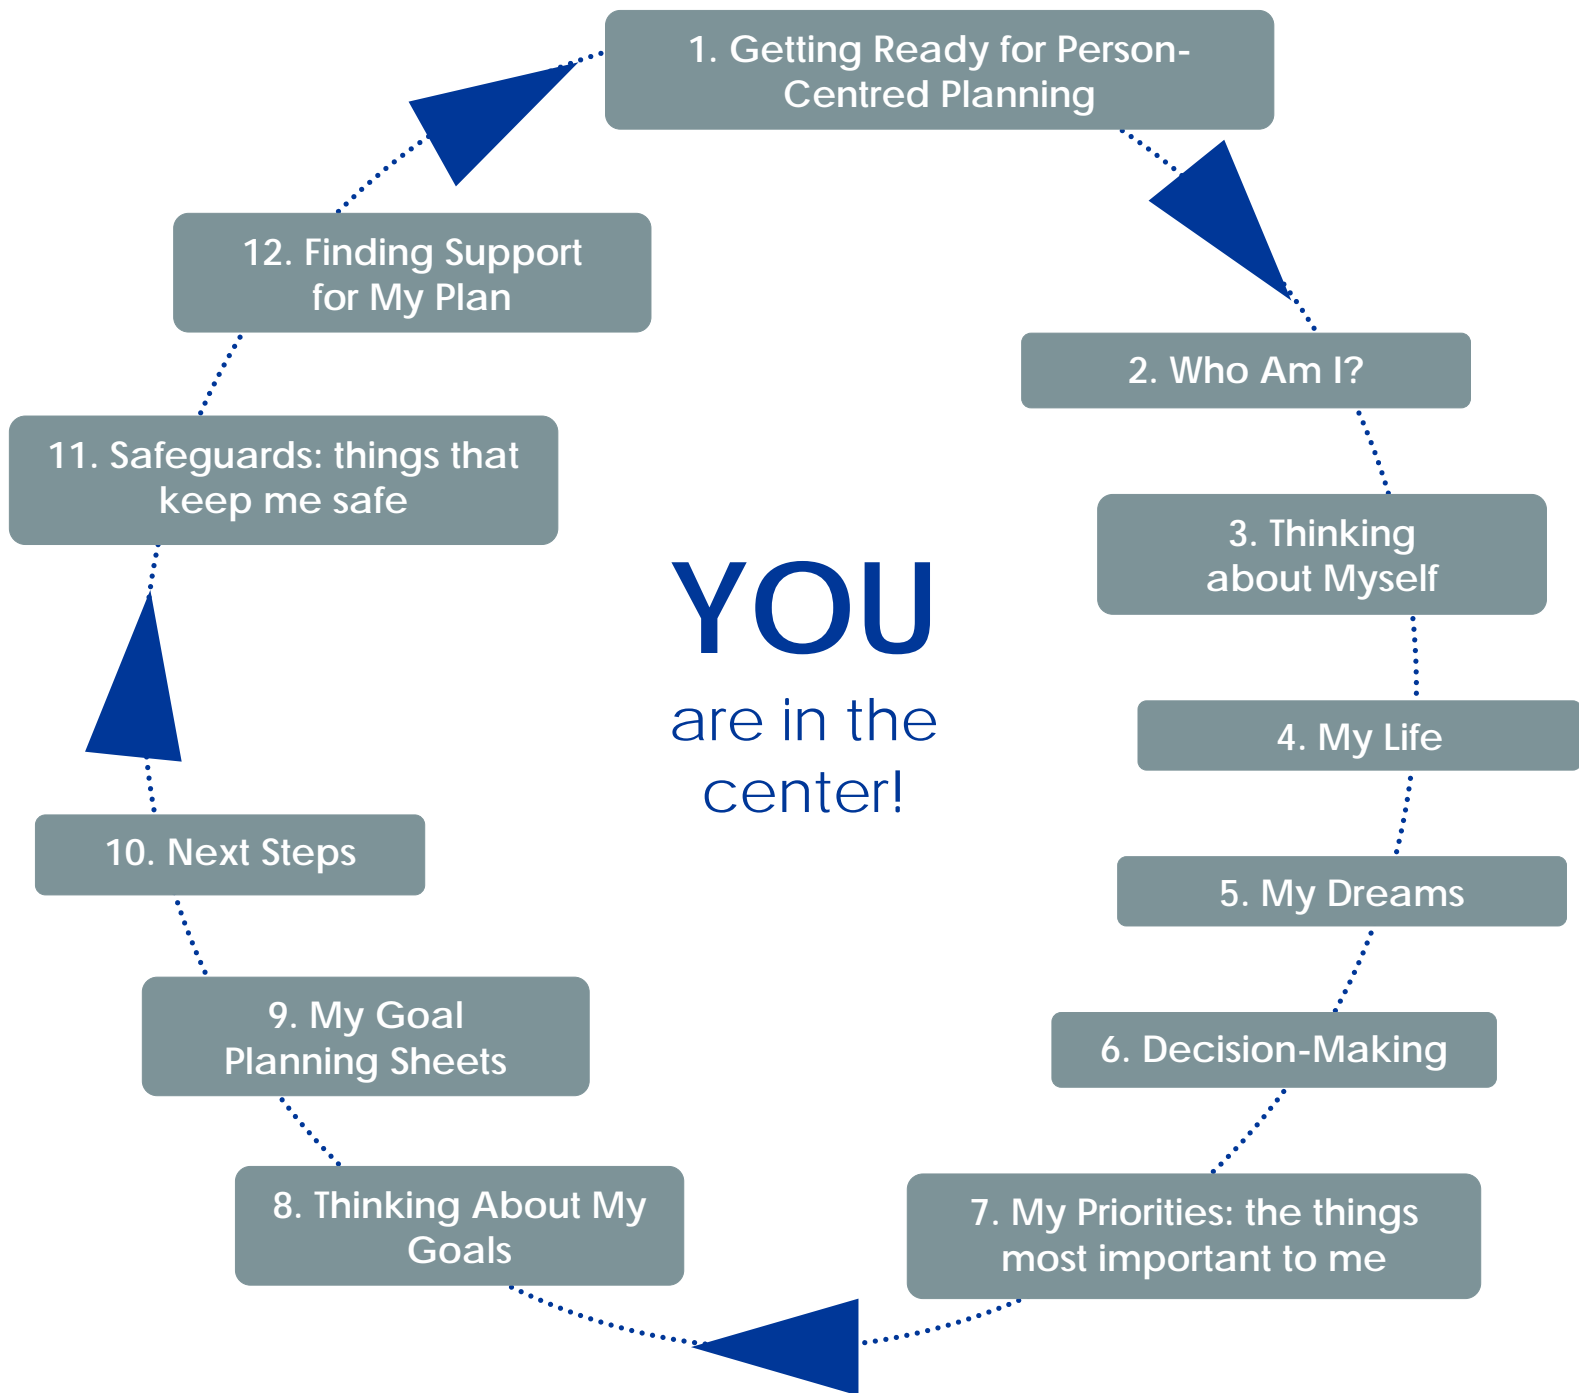 1. Getting Ready for Person-
Centred Planning
2. Who Am I?
3. Thinking
about Myself
4. My Life
5. My Dreams
6. Decision-Making
7. My Priorities: the things
most important to me
8. Thinking About My
Goals
9. My Goal
Planning Sheets
10. Next Steps
11. Safeguards: things that
keep me safe
12. Finding Support
for My Plan
YOU
are in the
center!